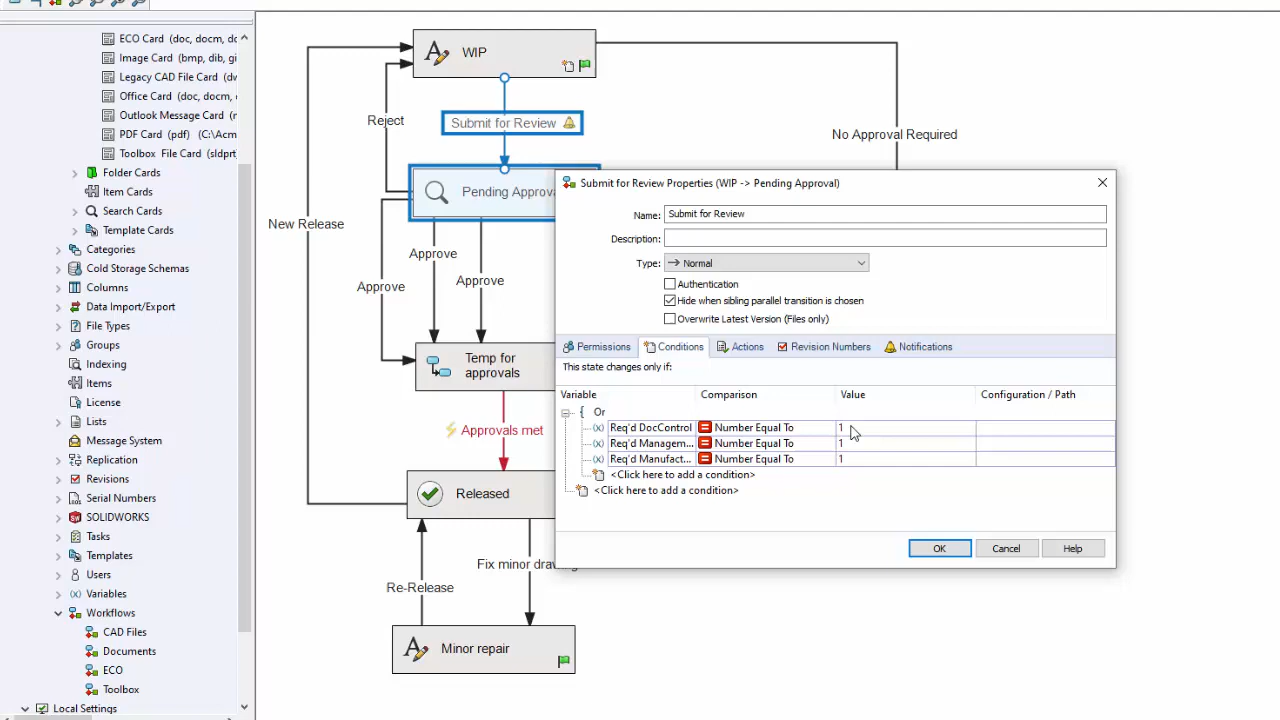 ECO Card (doc, docm, dc
Image Card (bmp, bib, gi
Legacy CAD File Card (dw
Office Card (doc, docm, c
Outlook Message Card (
PDF Card (pdf) (C:\Acm
Toolbox File Card (sldprt
Folder Cards
Item Cards
Search Cards
Template Cards
Categories
Cold Storage Schemas
Columns
Data Import/Export
File Types
Groups
Indexing
Items
License
Lists
Message System
Replication
Revisions
Serial Numbers
SOLIDWORKS
Tasks
Templates
Users
Variables
Workflows
CAD Files
Documents
ECO
Toolbox
Local Settings
WIP
Reject
Submit for Review
No Approval Required
Pending Approva
New Release
Approve
Approve
Approve
Temp for
approvals
Approvals met
Released
Fix minor drawing
Re-Release
Minor repair
Submit for Review Properties (WIP -> Pending Approval)
Name: Submit for Review
Description:
Type: Normal
Authentication
Hide when sibling parallel transition is chosen
Overwrite Latest Version (Files only)
Permissions Conditions Actions Revision Numbers Notifications
This state changes only if:
Variable Comparison Value Configuration / Path
{ Or
(x) Req'd DocControl Number Equal To 1
(x) Req'd Managem... Number Equal To 1
(x) Req'd Manufact... Number Equal To 1
<Click here to add a condition>
<Click here to add a condition>
OK Cancel Help